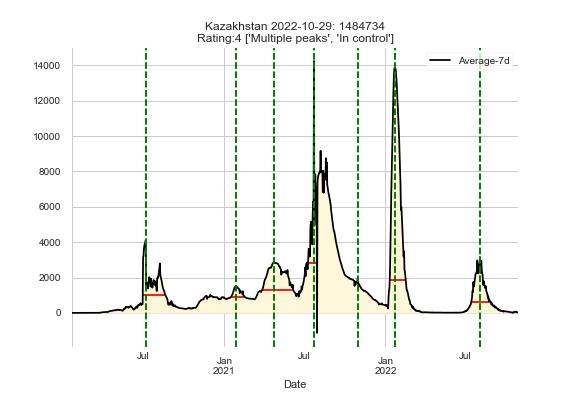 Kazakhstan 2022-10-29: 1484734
Rating:4 ['Multiple peaks', 'In control']
Average-7d
14000
12000
10000
8000
6000
4000
2000
0
Jul
Jan
2021
Jul
Jan
2022
Jul
Date